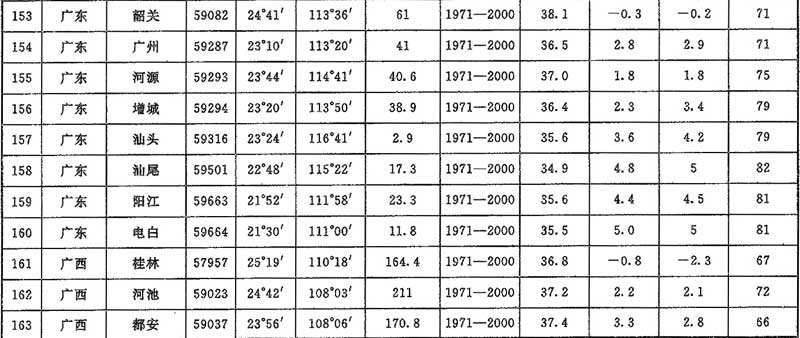 153 广东 韶关 59082 24°41′ 113°36′ 61 1971—2000 38.1 −0.3 −0.2 71
154 广东 广州 59287 23°10′ 113°20′ 41 1971—2000 36.5 2.8 2.9 71
155 广东 河源 59293 23°44′ 114°41′ 40.6 1971—2000 37.0 1.8 1.8 75
156 广东 增城 59294 23°20′ 113°50′ 38.9 1971—2000 36.4 2.3 3.4 79
157 广东 汕头 59316 23°24′ 116°41′ 2.9 1971—2000 35.6 3.6 4.2 79
158 广东 汕尾 59501 22°48′ 115°22′ 17.3 1971—2000 34.9 4.8 5 82
159 广东 阳江 59663 21°52′ 111°58′ 23.3 1971—2000 35.6 4.4 4.5 81
160 广东 电白 59664 21°30′ 111°00′ 11.8 1971—2000 35.5 5.0 5 81
161 广西 桂林 57957 25°19′ 110°18′ 164.4 1971—2000 36.8 −0.8 −2.3 67
162 广西 河池 59023 24°42′ 108°03′ 211 1971—2000 37.2 2.2 2.1 72
163 广西 都安 59037 23°56′ 108°06′ 170.8 1971—2000 37.4 3.3 2.8 66